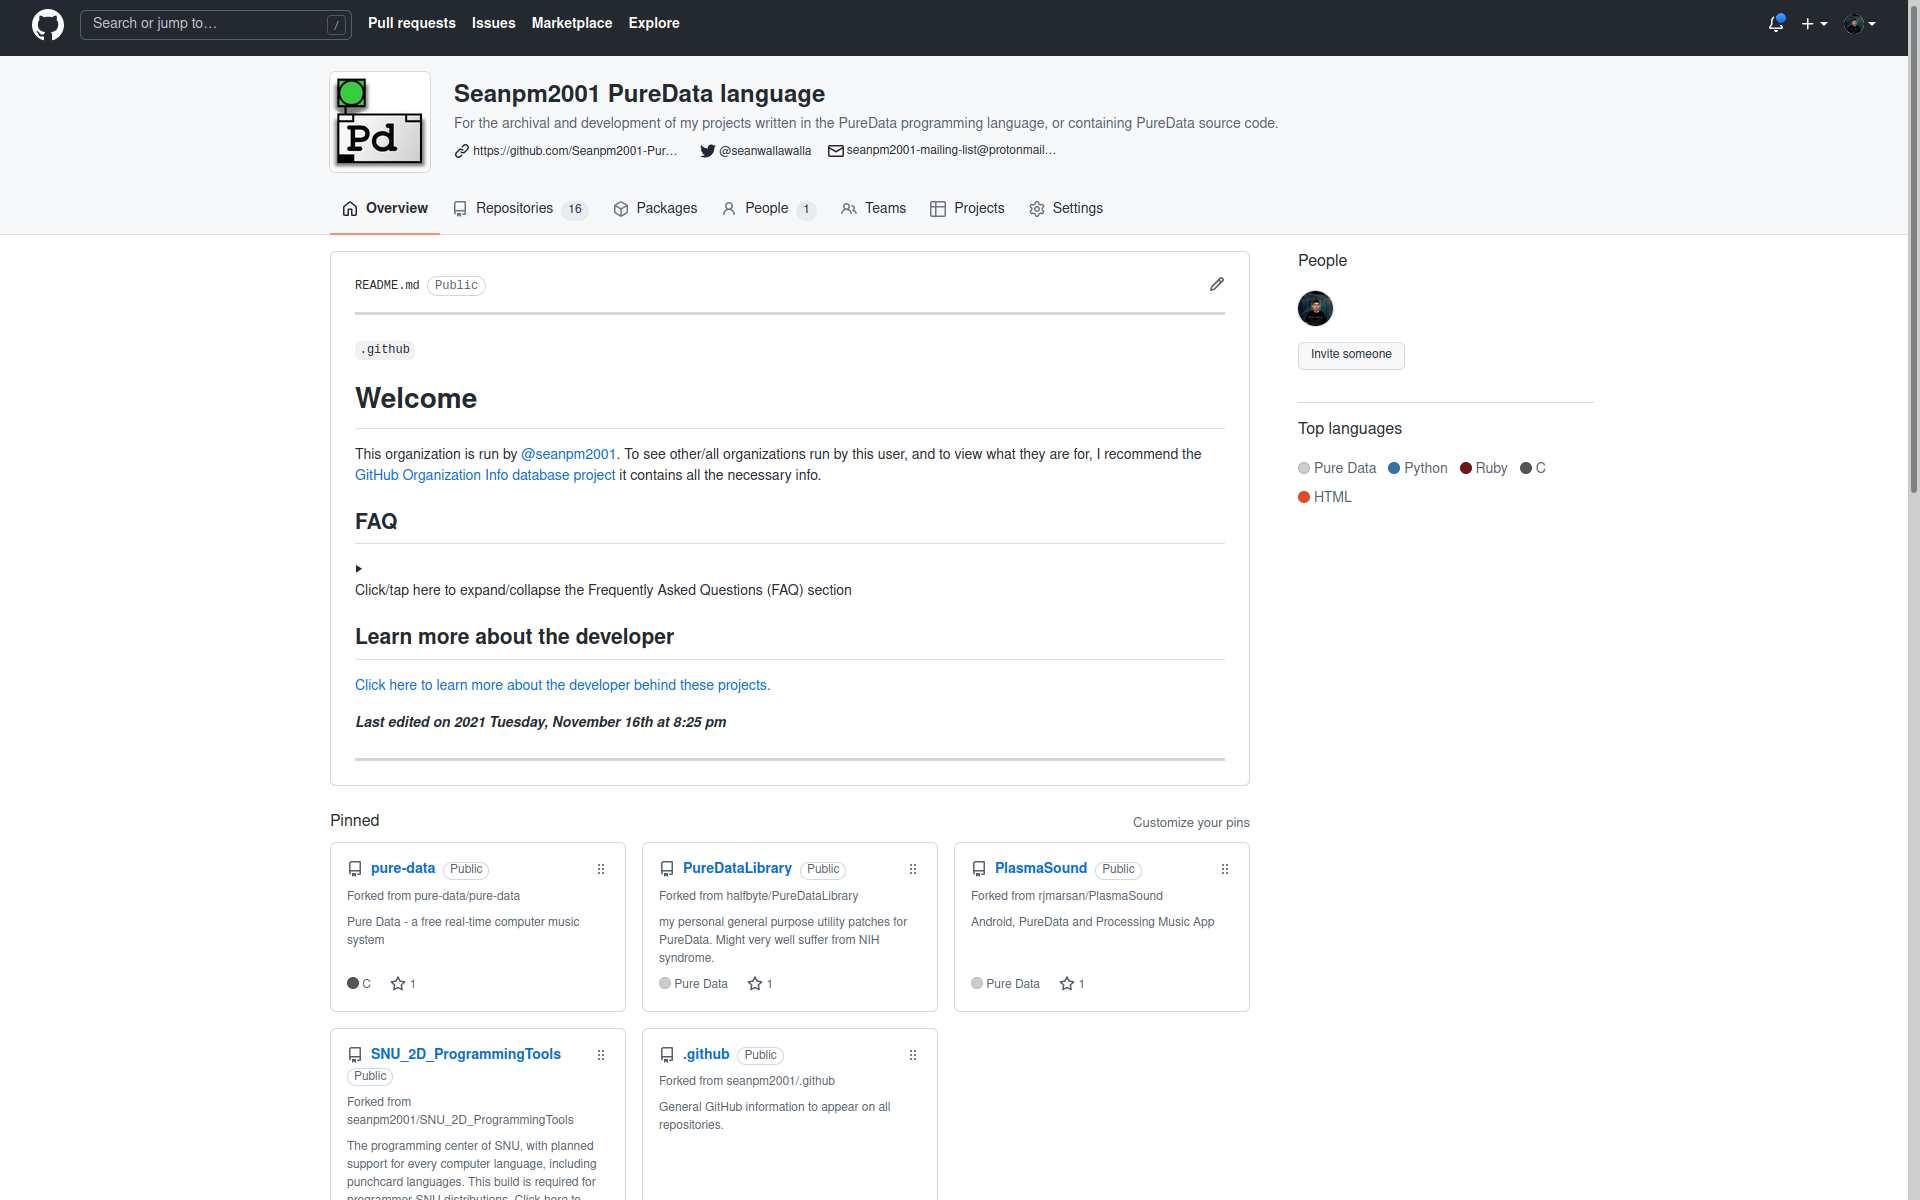 Search or jump to… /
Pull requests Issues Marketplace Explore
Pd
Seanpm2001 PureData language
For the archival and development of my projects written in the PureData programming language, or containing PureData source code.
https://github.com/Seanpm2001-Pur… @seanwallawalla seanpm2001-mailing-list@protonmail…
Overview Repositories 16 Packages People 1 Teams Projects Settings
README.md Public
.github
Welcome
This organization is run by @seanpm2001. To see other/all organizations run by this user, and to view what they are for, I recommend the
GitHub Organization Info database project it contains all the necessary info.
FAQ
Click/tap here to expand/collapse the Frequently Asked Questions (FAQ) section
Learn more about the developer
Click here to learn more about the developer behind these projects.
Last edited on 2021 Tuesday, November 16th at 8:25 pm
People
Invite someone
Top languages
Pure Data Python Ruby C
HTML
Pinned
Customize your pins
pure-data Public
Forked from pure-data/pure-data
Pure Data - a free real-time computer music
system
C 1
PureDataLibrary Public
Forked from halfbyte/PureDataLibrary
my personal general purpose utility patches for
PureData. Might very well suffer from NIH
syndrome.
Pure Data 1
PlasmaSound Public
Forked from rjmarsan/PlasmaSound
Android, PureData and Processing Music App
Pure Data 1
SNU_2D_ProgrammingTools
Public
Forked from
seanpm2001/SNU_2D_ProgrammingTools
The programming center of SNU, with planned
support for every computer language, including
punchcard languages. This build is required for
programmer SNU distributions. Click here to
.github Public
Forked from seanpm2001/.github
General GitHub information to appear on all
repositories.